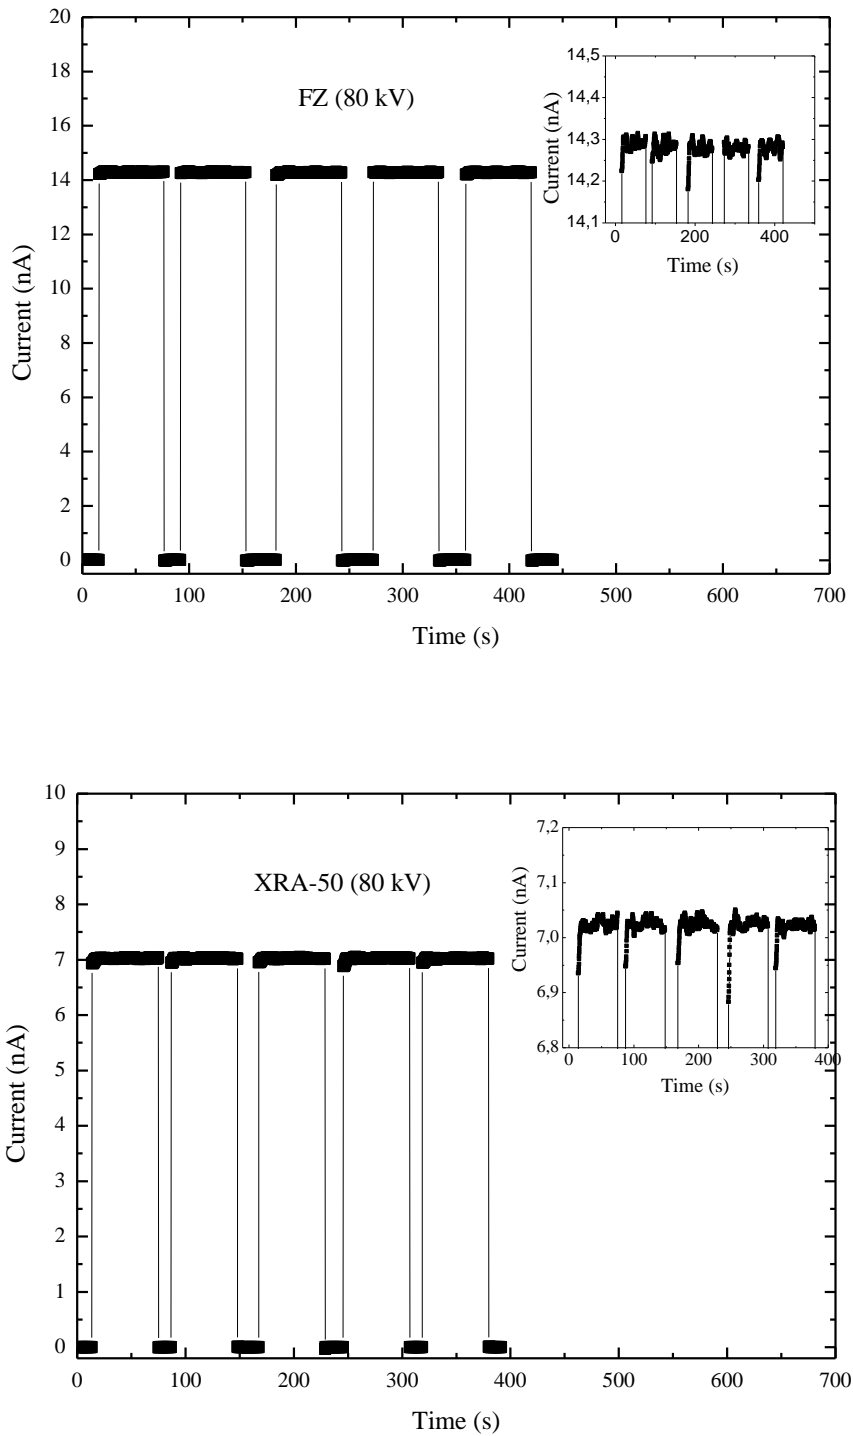 20
18
16
14
12
10
8
6
4
2
0
Current (nA)
FZ (80 kV)
0 100 200 300 400 500 600 700
Time (s)
14,5
14,4
14,3
14,2
14,1
Current (nA)
0 200 400
Time (s)
10
9
8
7
6
5
4
3
2
1
0
Current (nA)
XRA-50 (80 kV)
0 100 200 300 400 500 600 700
Time (s)
7,2
7,1
7,0
6,9
6,8
Current (nA)
0 100 200 300 400
Time (s)